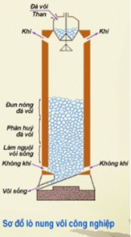 Đá vôi
Than
Khí
Khí
Đun nóng
đá vôi
Phân huỷ
đá vôi
Làm nguội
vôi sống
Không khí
Không khí
Vôi sống
Sơ đồ lò nung vôi công nghiệp